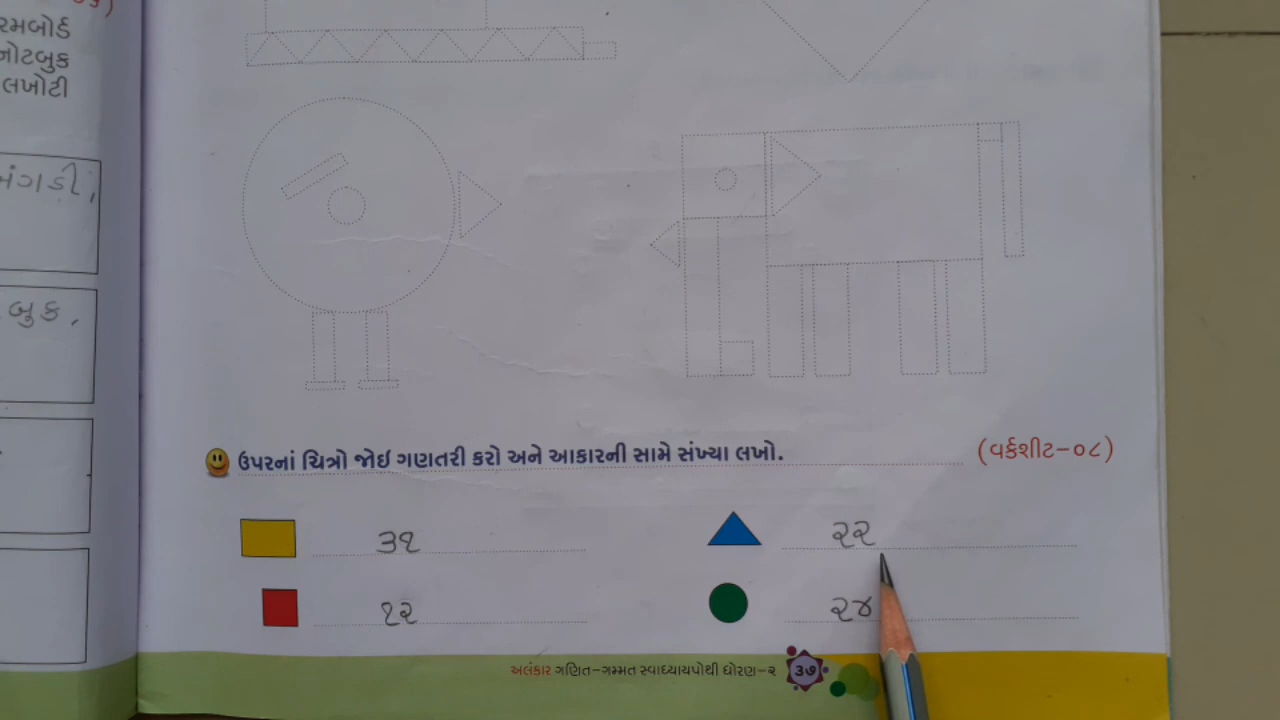 રમબોર્ડ
નોટબુક
લખોટી
બુક.
ઉપરનાં ચિત્રો જોઈ ગણતરી કરો અને આકારની સામે સંખ્યા લખો.
(વર્કશીટ-૦૮)
૩૧
૨૨
૧૨
૨૪
અલંકાર ગણિત-ગમ્મત સ્વાધ્યાયપોથી ધોરણ-૨
૩૭